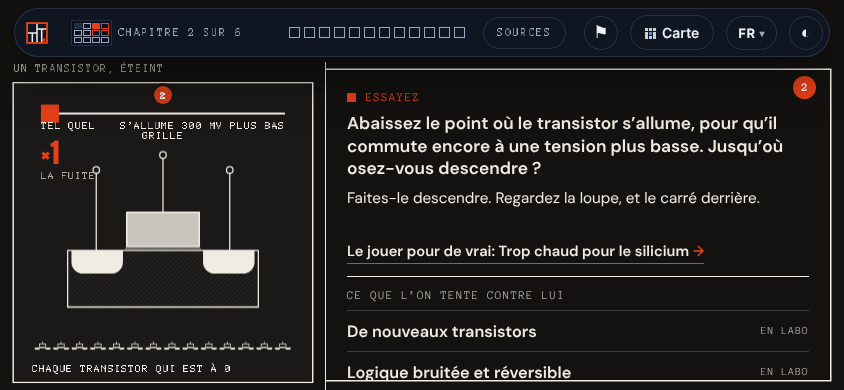 CHAPITRE 2 SUR 6
SOURCES
Carte
FR
UN TRANSISTOR, ÉTEINT
2
TEL QUEL
S’ALLUME 300 MV PLUS BAS
GRILLE
×1
LA FUITE
CHAQUE TRANSISTOR QUI EST À 0
2
ESSAYEZ
Abaissez le point où le transistor s’allume, pour qu’il
commute encore à une tension plus basse. Jusqu’où
osez-vous descendre ?
Faites-le descendre. Regardez la loupe, et le carré derrière.
Le jouer pour de vrai: Trop chaud pour le silicium →
CE QUE L’ON TENTE CONTRE LUI
De nouveaux transistors EN LABO
Logique bruitée et réversible EN LABO